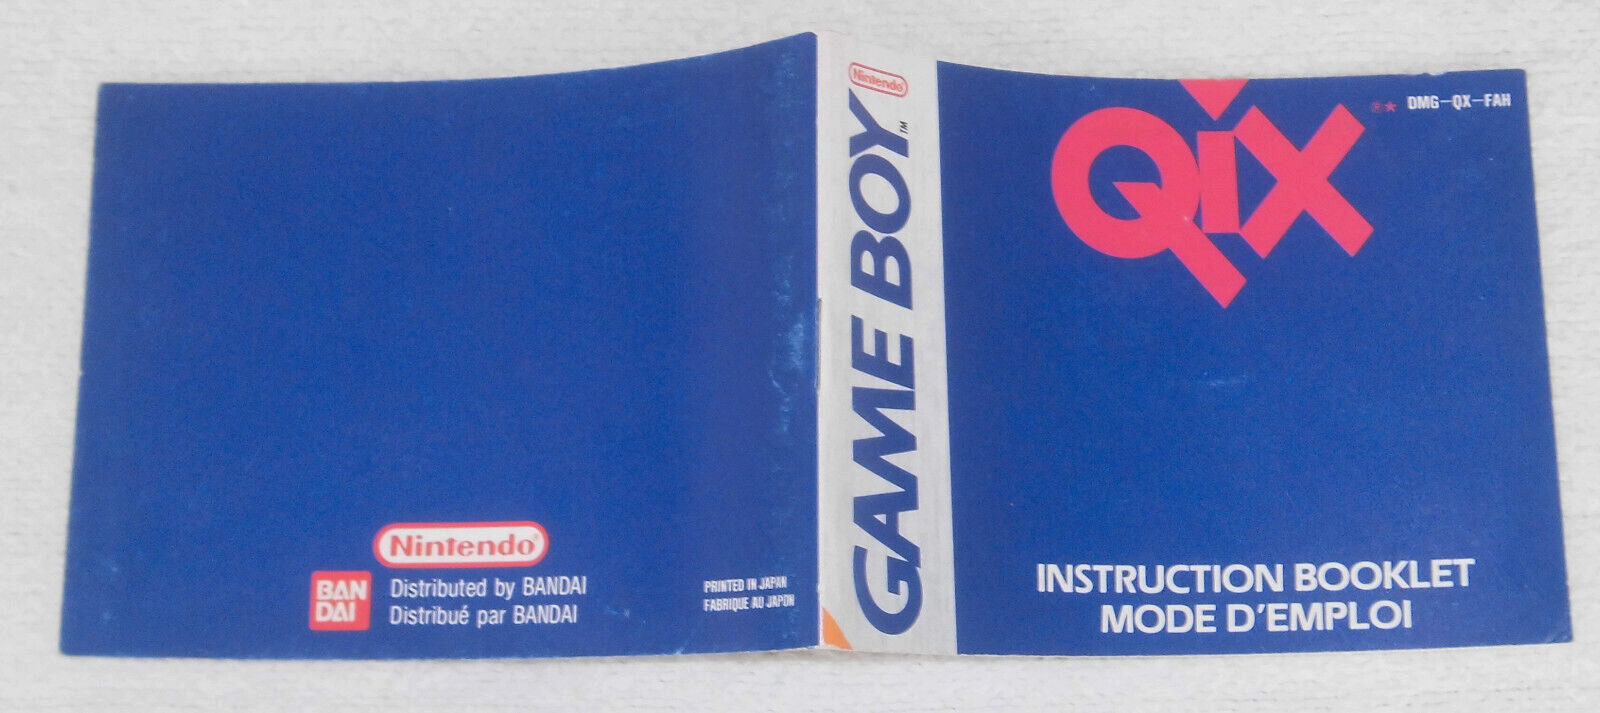 Nintendo®
BAN
DAI
Distributed by BANDAI
Distribué par BANDAI
PRINTED IN JAPAN
FABRIQUE AU JAPON
Nintendo®
GAME BOY™
QiX
®★ DMG-QX-FAH
INSTRUCTION BOOKLET
MODE D'EMPLOI